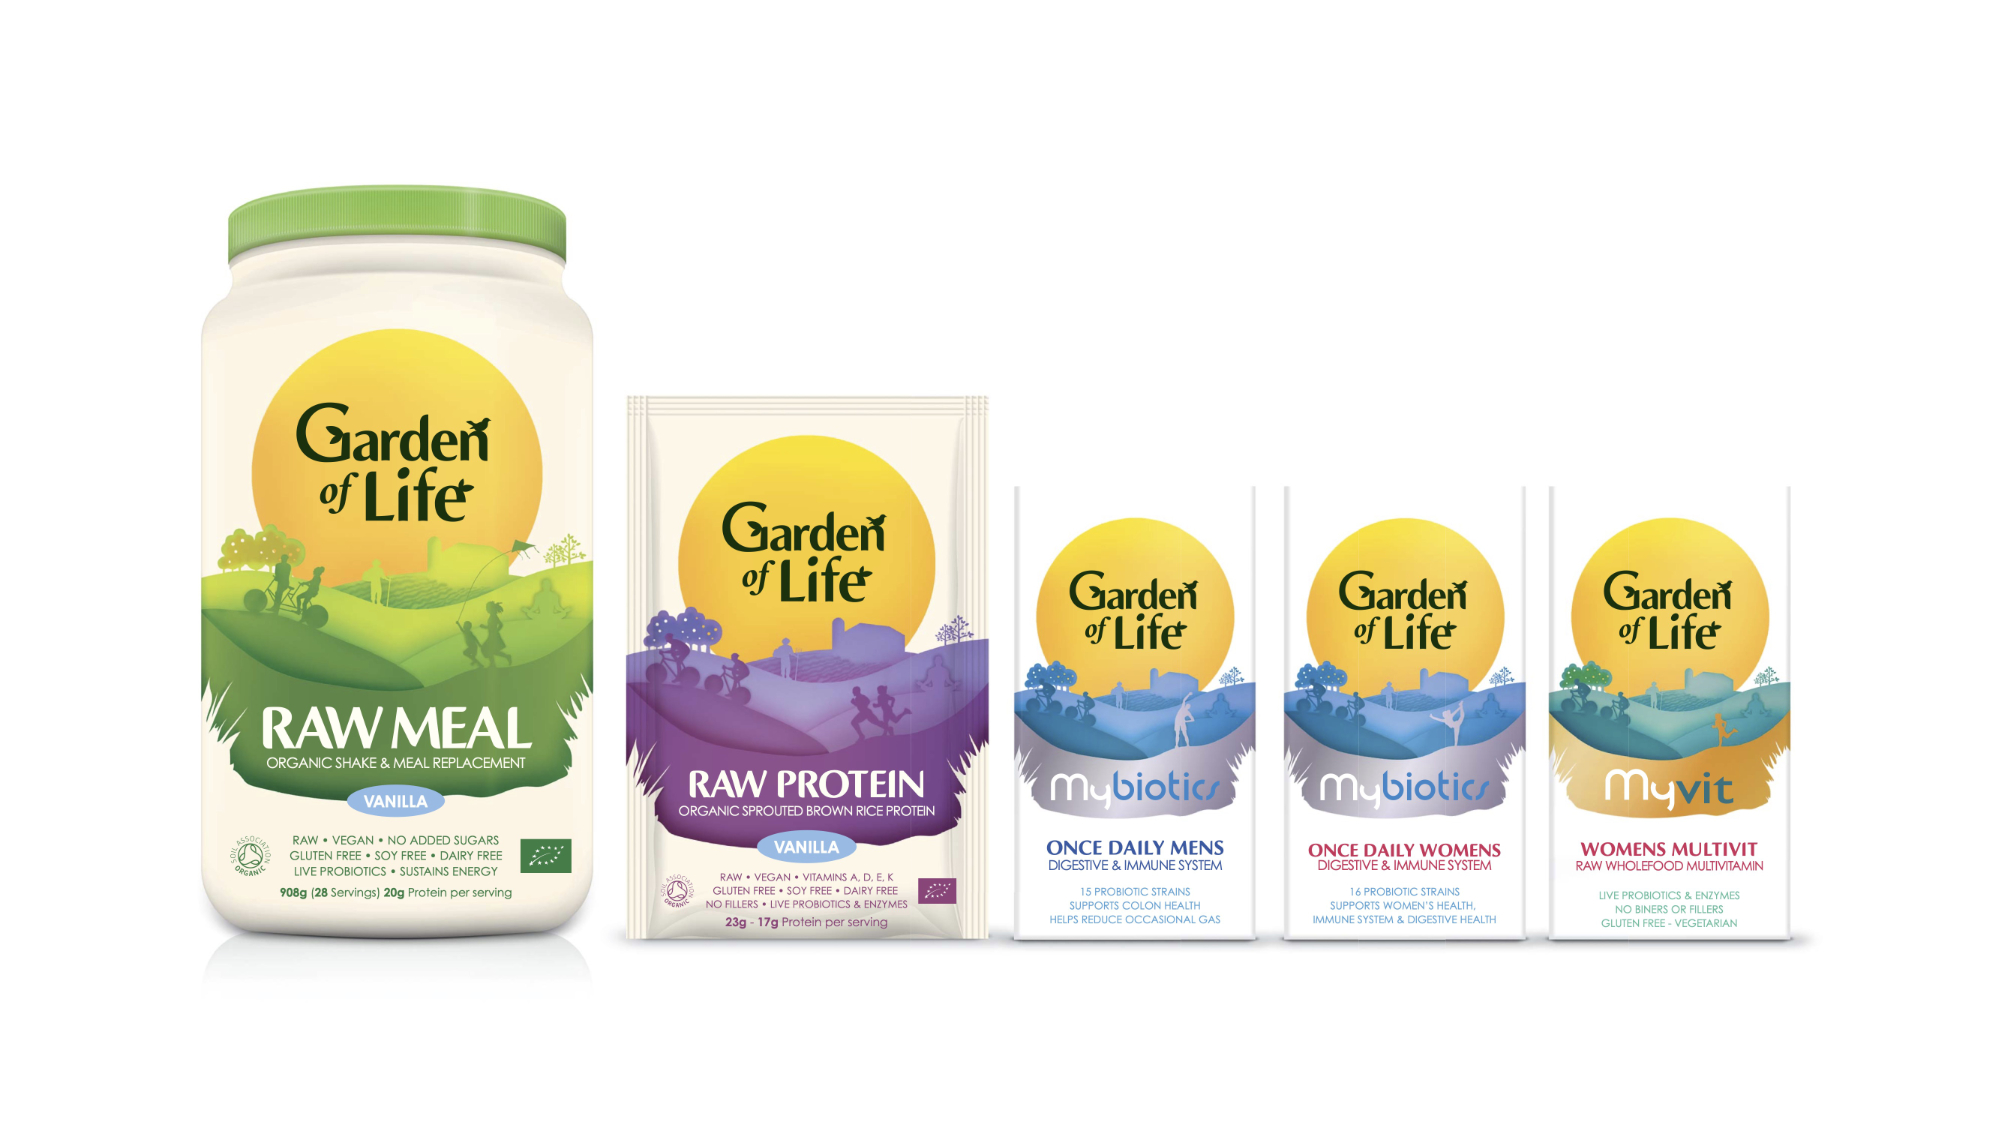 Garden
of Life
RAW MEAL
ORGANIC SHAKE & MEAL REPLACEMENT
VANILLA
SOIL ASSOCIATION
ORGANIC
RAW • VEGAN • NO ADDED SUGARS
GLUTEN FREE • SOY FREE • DAIRY FREE
LIVE PROBIOTICS • SUSTAINS ENERGY
908g (28 Servings) 20g Protein per serving
Garden
of Life
RAW PROTEIN
ORGANIC SPROUTED BROWN RICE PROTEIN
VANILLA
SOIL ASSOCIATION
ORGANIC
RAW • VEGAN • VITAMINS A, D, E, K
GLUTEN FREE • SOY FREE • DAIRY FREE
NO FILLERS • LIVE PROBIOTICS & ENZYMES
23g - 17g Protein per serving
Garden
of Life
Mybiotics
ONCE DAILY MENS
DIGESTIVE & IMMUNE SYSTEM
15 PROBIOTIC STRAINS
SUPPORTS COLON HEALTH
HELPS REDUCE OCCASIONAL GAS
Garden
of Life
Mybiotics
ONCE DAILY WOMENS
DIGESTIVE & IMMUNE SYSTEM
16 PROBIOTIC STRAINS
SUPPORTS WOMEN'S HEALTH,
IMMUNE SYSTEM & DIGESTIVE HEALTH
Garden
of Life
Myvit
WOMENS MULTIVIT
RAW WHOLEFOOD MULTIVITAMIN
LIVE PROBIOTICS & ENZYMES
NO BINERS OR FILLERS
GLUTEN FREE - VEGETARIAN